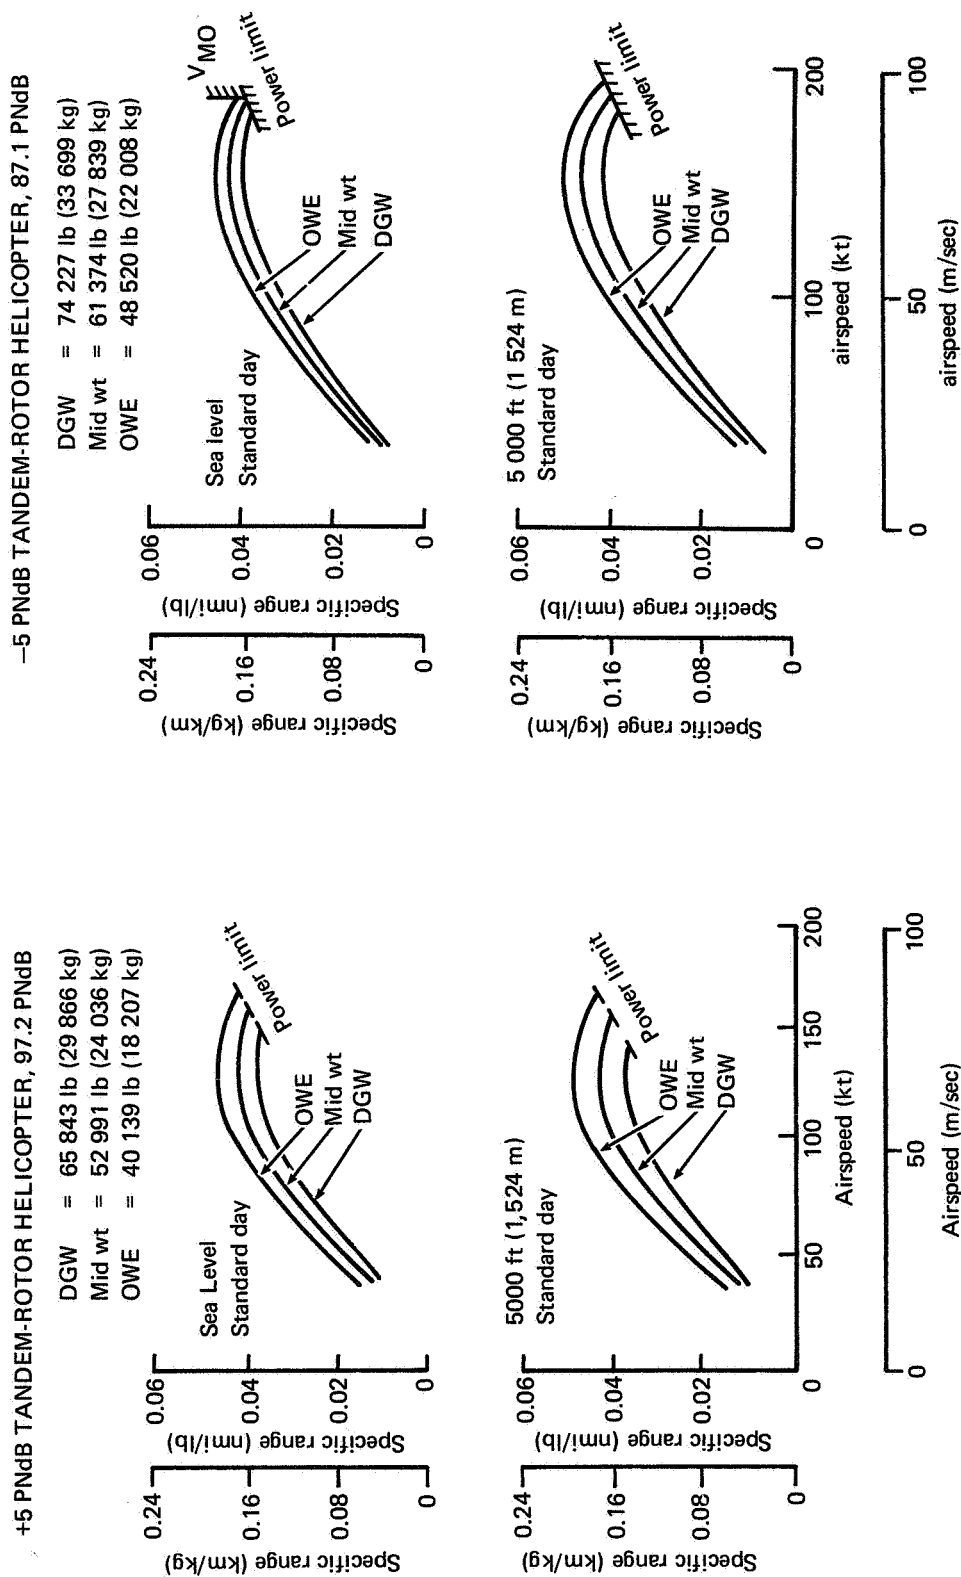 +5 PNdB TANDEM-ROTOR HELICOPTER, 97.2 PNdB
DGW = 65 843 lb (29 866 kg)
Mid wt = 52 991 lb (24 036 kg)
OWE = 40 139 lb (18 207 kg)
Specific range (km/kg)
0.24
0.16
0.08
0
Specific range (nmi/lb)
0.06
0.04
0.02
0
Sea Level
Standard day
Power limit
OWE
Mid wt
DGW
Specific range (km/kg)
0.24
0.16
0.08
0
Specific range (nmi/lb)
0.06
0.04
0.02
0
5000 ft (1,524 m)
Standard day
Power limit
OWE
Mid wt
DGW
50
100
150
200
Airspeed (kt)
0
50
100
Airspeed (m/sec)
−5 PNdB TANDEM-ROTOR HELICOPTER, 87.1 PNdB
DGW = 74 227 lb (33 699 kg)
Mid wt = 61 374 lb (27 839 kg)
OWE = 48 520 lb (22 008 kg)
Specific range (kg/km)
0.24
0.16
0.08
0
Specific range (nmi/lb)
0.06
0.04
0.02
0
Sea level
Standard day
VMO
Power limit
OWE
Mid wt
DGW
Specific range (kg/km)
0.24
0.16
0.08
0
Specific range (nmi/lb)
0.06
0.04
0.02
5 000 ft (1 524 m)
Standard day
Power limit
OWE
Mid wt
DGW
0
100
200
airspeed (kt)
0
50
100
airspeed (m/sec)